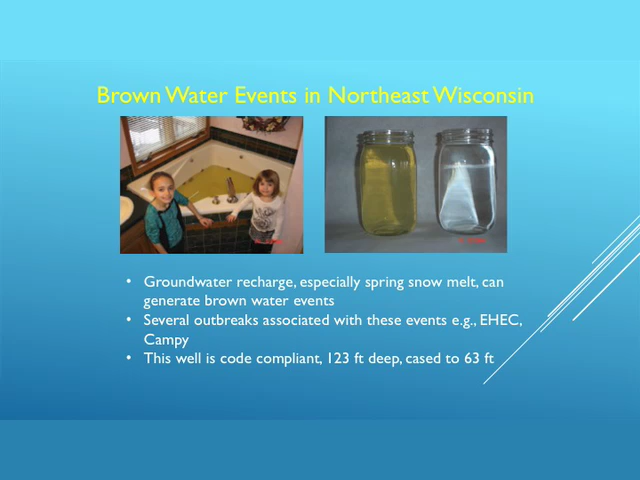 Brown Water Events in Northeast Wisconsin
• Groundwater recharge, especially spring snow melt, can
generate brown water events
• Several outbreaks associated with these events e.g., EHEC,
Campy
• This well is code compliant, 123 ft deep, cased to 63 ft